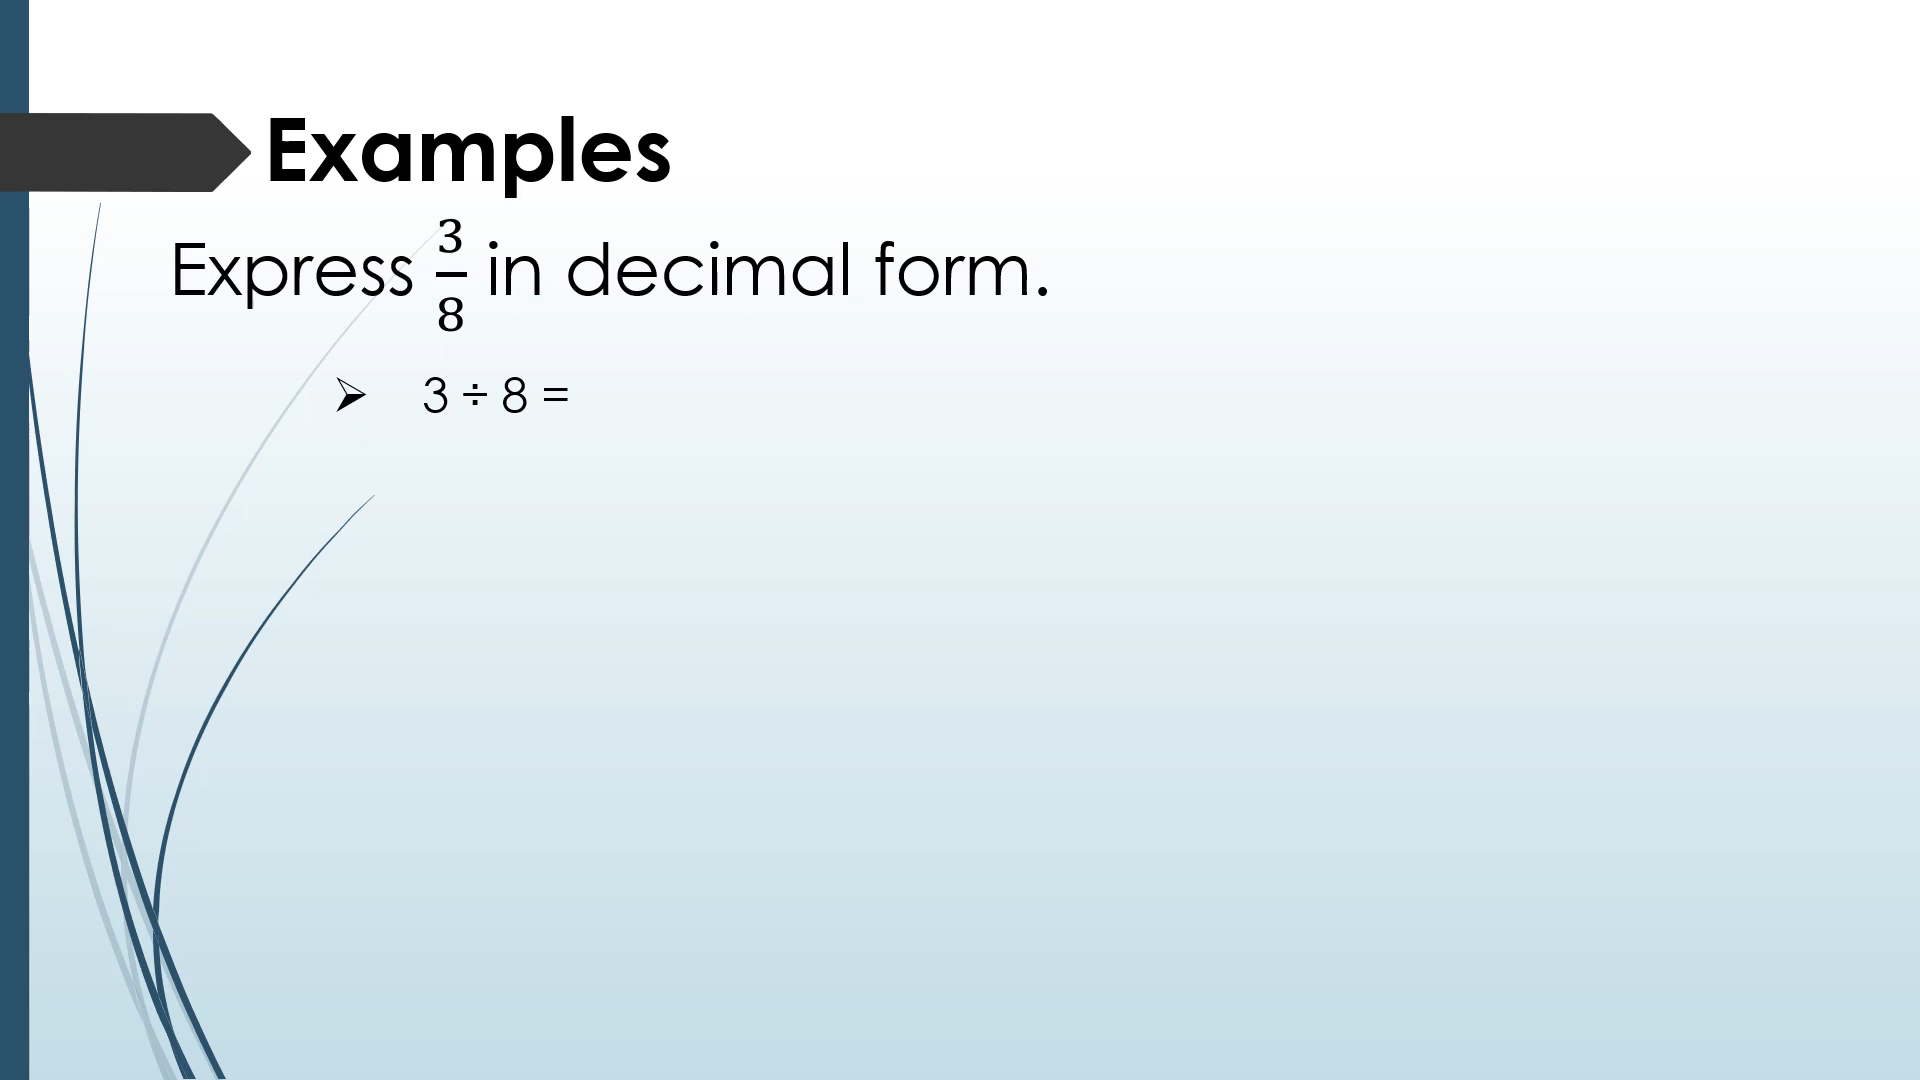 Examples
Express 3/8 in decimal form.
➢ 3 ÷ 8 =